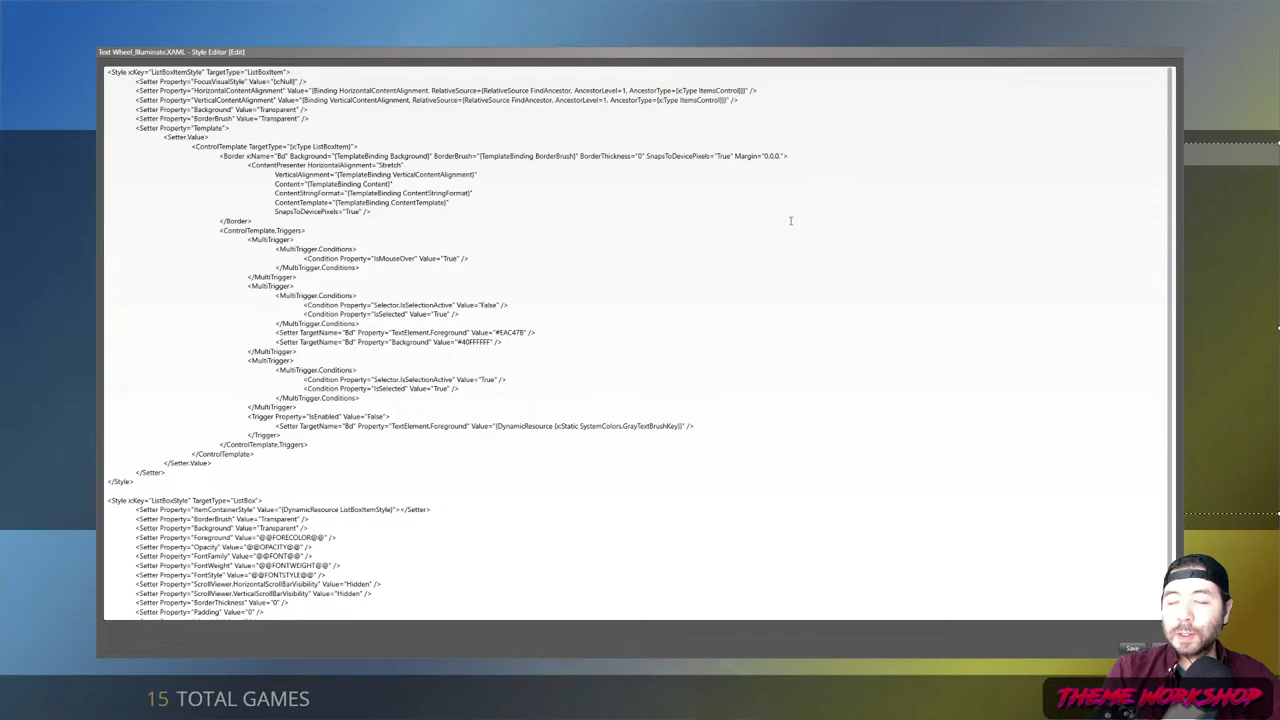 Text Wheel_Illuminate.XAML - Style Editor [Edit]
<Style x:Key="ListBoxItemStyle" TargetType="ListBoxItem">
<Setter Property="FocusVisualStyle" Value="{x:Null}" />
<Setter Property="HorizontalContentAlignment" Value="{Binding HorizontalContentAlignment, RelativeSource={RelativeSource FindAncestor, AncestorLevel=1, AncestorType={x:Type ItemsControl}}}" />
<Setter Property="VerticalContentAlignment" Value="{Binding VerticalContentAlignment, RelativeSource={RelativeSource FindAncestor, AncestorLevel=1, AncestorType={x:Type ItemsControl}}}" />
<Setter Property="Background" Value="Transparent" />
<Setter Property="BorderBrush" Value="Transparent" />
<Setter Property="Template">
<Setter.Value>
<ControlTemplate TargetType="{x:Type ListBoxItem}">
<Border x:Name="Bd" Background="{TemplateBinding Background}" BorderBrush="{TemplateBinding BorderBrush}" BorderThickness="0" SnapsToDevicePixels="True" Margin="0,0,0,">
<ContentPresenter HorizontalAlignment="Stretch"
VerticalAlignment="{TemplateBinding VerticalContentAlignment}"
Content="{TemplateBinding Content}"
ContentStringFormat="{TemplateBinding ContentStringFormat}"
ContentTemplate="{TemplateBinding ContentTemplate}"
SnapsToDevicePixels="True" />
</Border>
<ControlTemplate.Triggers>
<MultiTrigger>
<MultiTrigger.Conditions>
<Condition Property="IsMouseOver" Value="True" />
</MultiTrigger.Conditions>
</MultiTrigger>
<MultiTrigger>
<MultiTrigger.Conditions>
<Condition Property="Selector.IsSelectionActive" Value="False" />
<Condition Property="IsSelected" Value="True" />
</MultiTrigger.Conditions>
<Setter TargetName="Bd" Property="TextElement.Foreground" Value="#EAC47B" />
<Setter TargetName="Bd" Property="Background" Value="#40FFFFFF" />
</MultiTrigger>
<MultiTrigger>
<MultiTrigger.Conditions>
<Condition Property="Selector.IsSelectionActive" Value="True" />
<Condition Property="IsSelected" Value="True" />
</MultiTrigger.Conditions>
</MultiTrigger>
<Trigger Property="IsEnabled" Value="False">
<Setter TargetName="Bd" Property="TextElement.Foreground" Value="{DynamicResource {x:Static SystemColors.GrayTextBrushKey}}" />
</Trigger>
</ControlTemplate.Triggers>
</ControlTemplate>
</Setter.Value>
</Setter>
</Style>
<Style x:Key="ListBoxStyle" TargetType="ListBox">
<Setter Property="ItemContainerStyle" Value="{DynamicResource ListBoxItemStyle}"></Setter>
<Setter Property="BorderBrush" Value="Transparent" />
<Setter Property="Background" Value="Transparent" />
<Setter Property="Foreground" Value="@@FORECOLOR@@" />
<Setter Property="Opacity" Value="@@OPACITY@@" />
<Setter Property="FontFamily" Value="@@FONT@@" />
<Setter Property="FontWeight" Value="@@FONTWEIGHT@@" />
<Setter Property="FontStyle" Value="@@FONTSTYLE@@" />
<Setter Property="ScrollViewer.HorizontalScrollBarVisibility" Value="Hidden" />
<Setter Property="ScrollViewer.VerticalScrollBarVisibility" Value="Hidden" />
<Setter Property="BorderThickness" Value="0" />
<Setter Property="Padding" Value="0" />
Save
15 TOTAL GAMES
THEME WORKSHOP